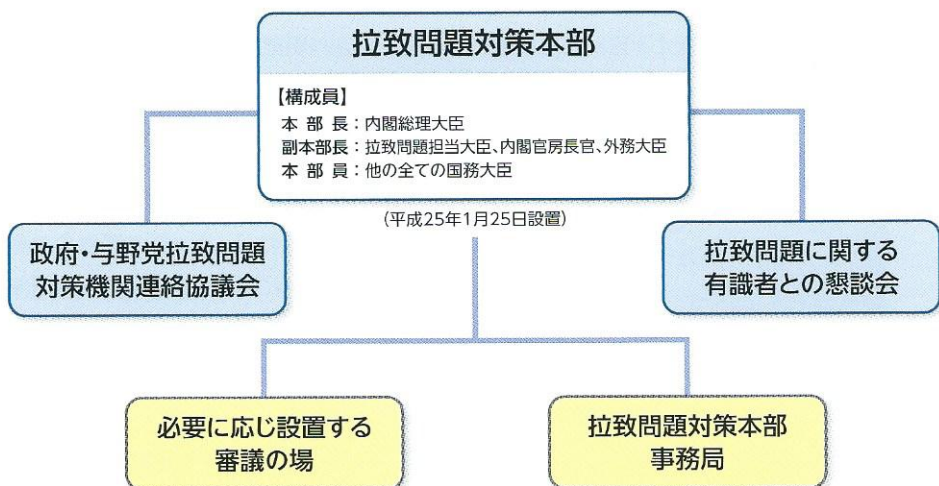 拉致問題対策本部
【構成員】
本 部 長：内閣総理大臣
副本部長：拉致問題担当大臣、内閣官房長官、外務大臣
本 部 員：他の全ての国務大臣
(平成25年1月25日設置)
政府・与野党拉致問題
対策機関連絡協議会
拉致問題に関する
有識者との懇談会
必要に応じ設置する
審議の場
拉致問題対策本部
事務局